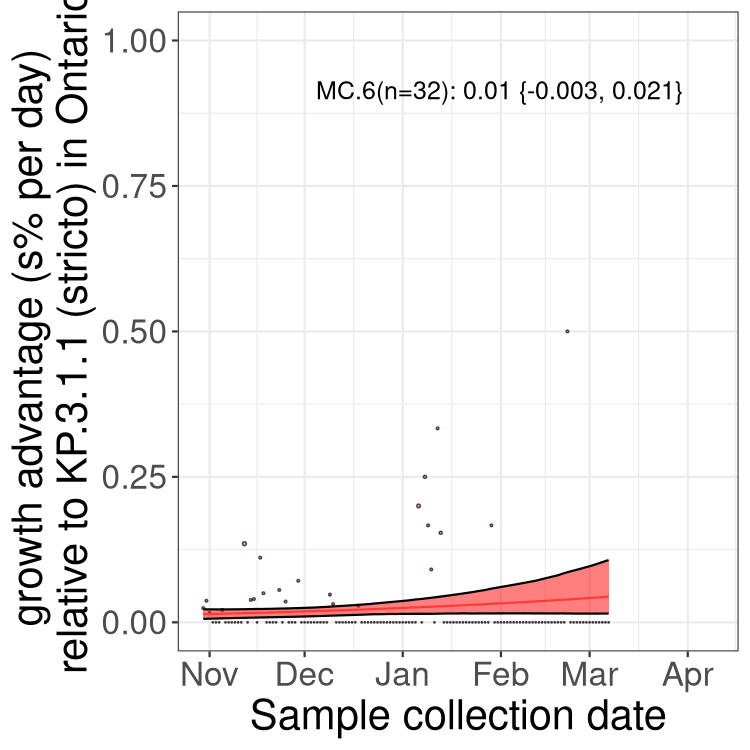 growth advantage (s% per day)
relative to KP.3.1.1 (stricto) in Ontario
1.00
0.75
0.50
0.25
0.00
MC.6(n=32): 0.01 {-0.003, 0.021}
Nov Dec Jan Feb Mar Apr
Sample collection date